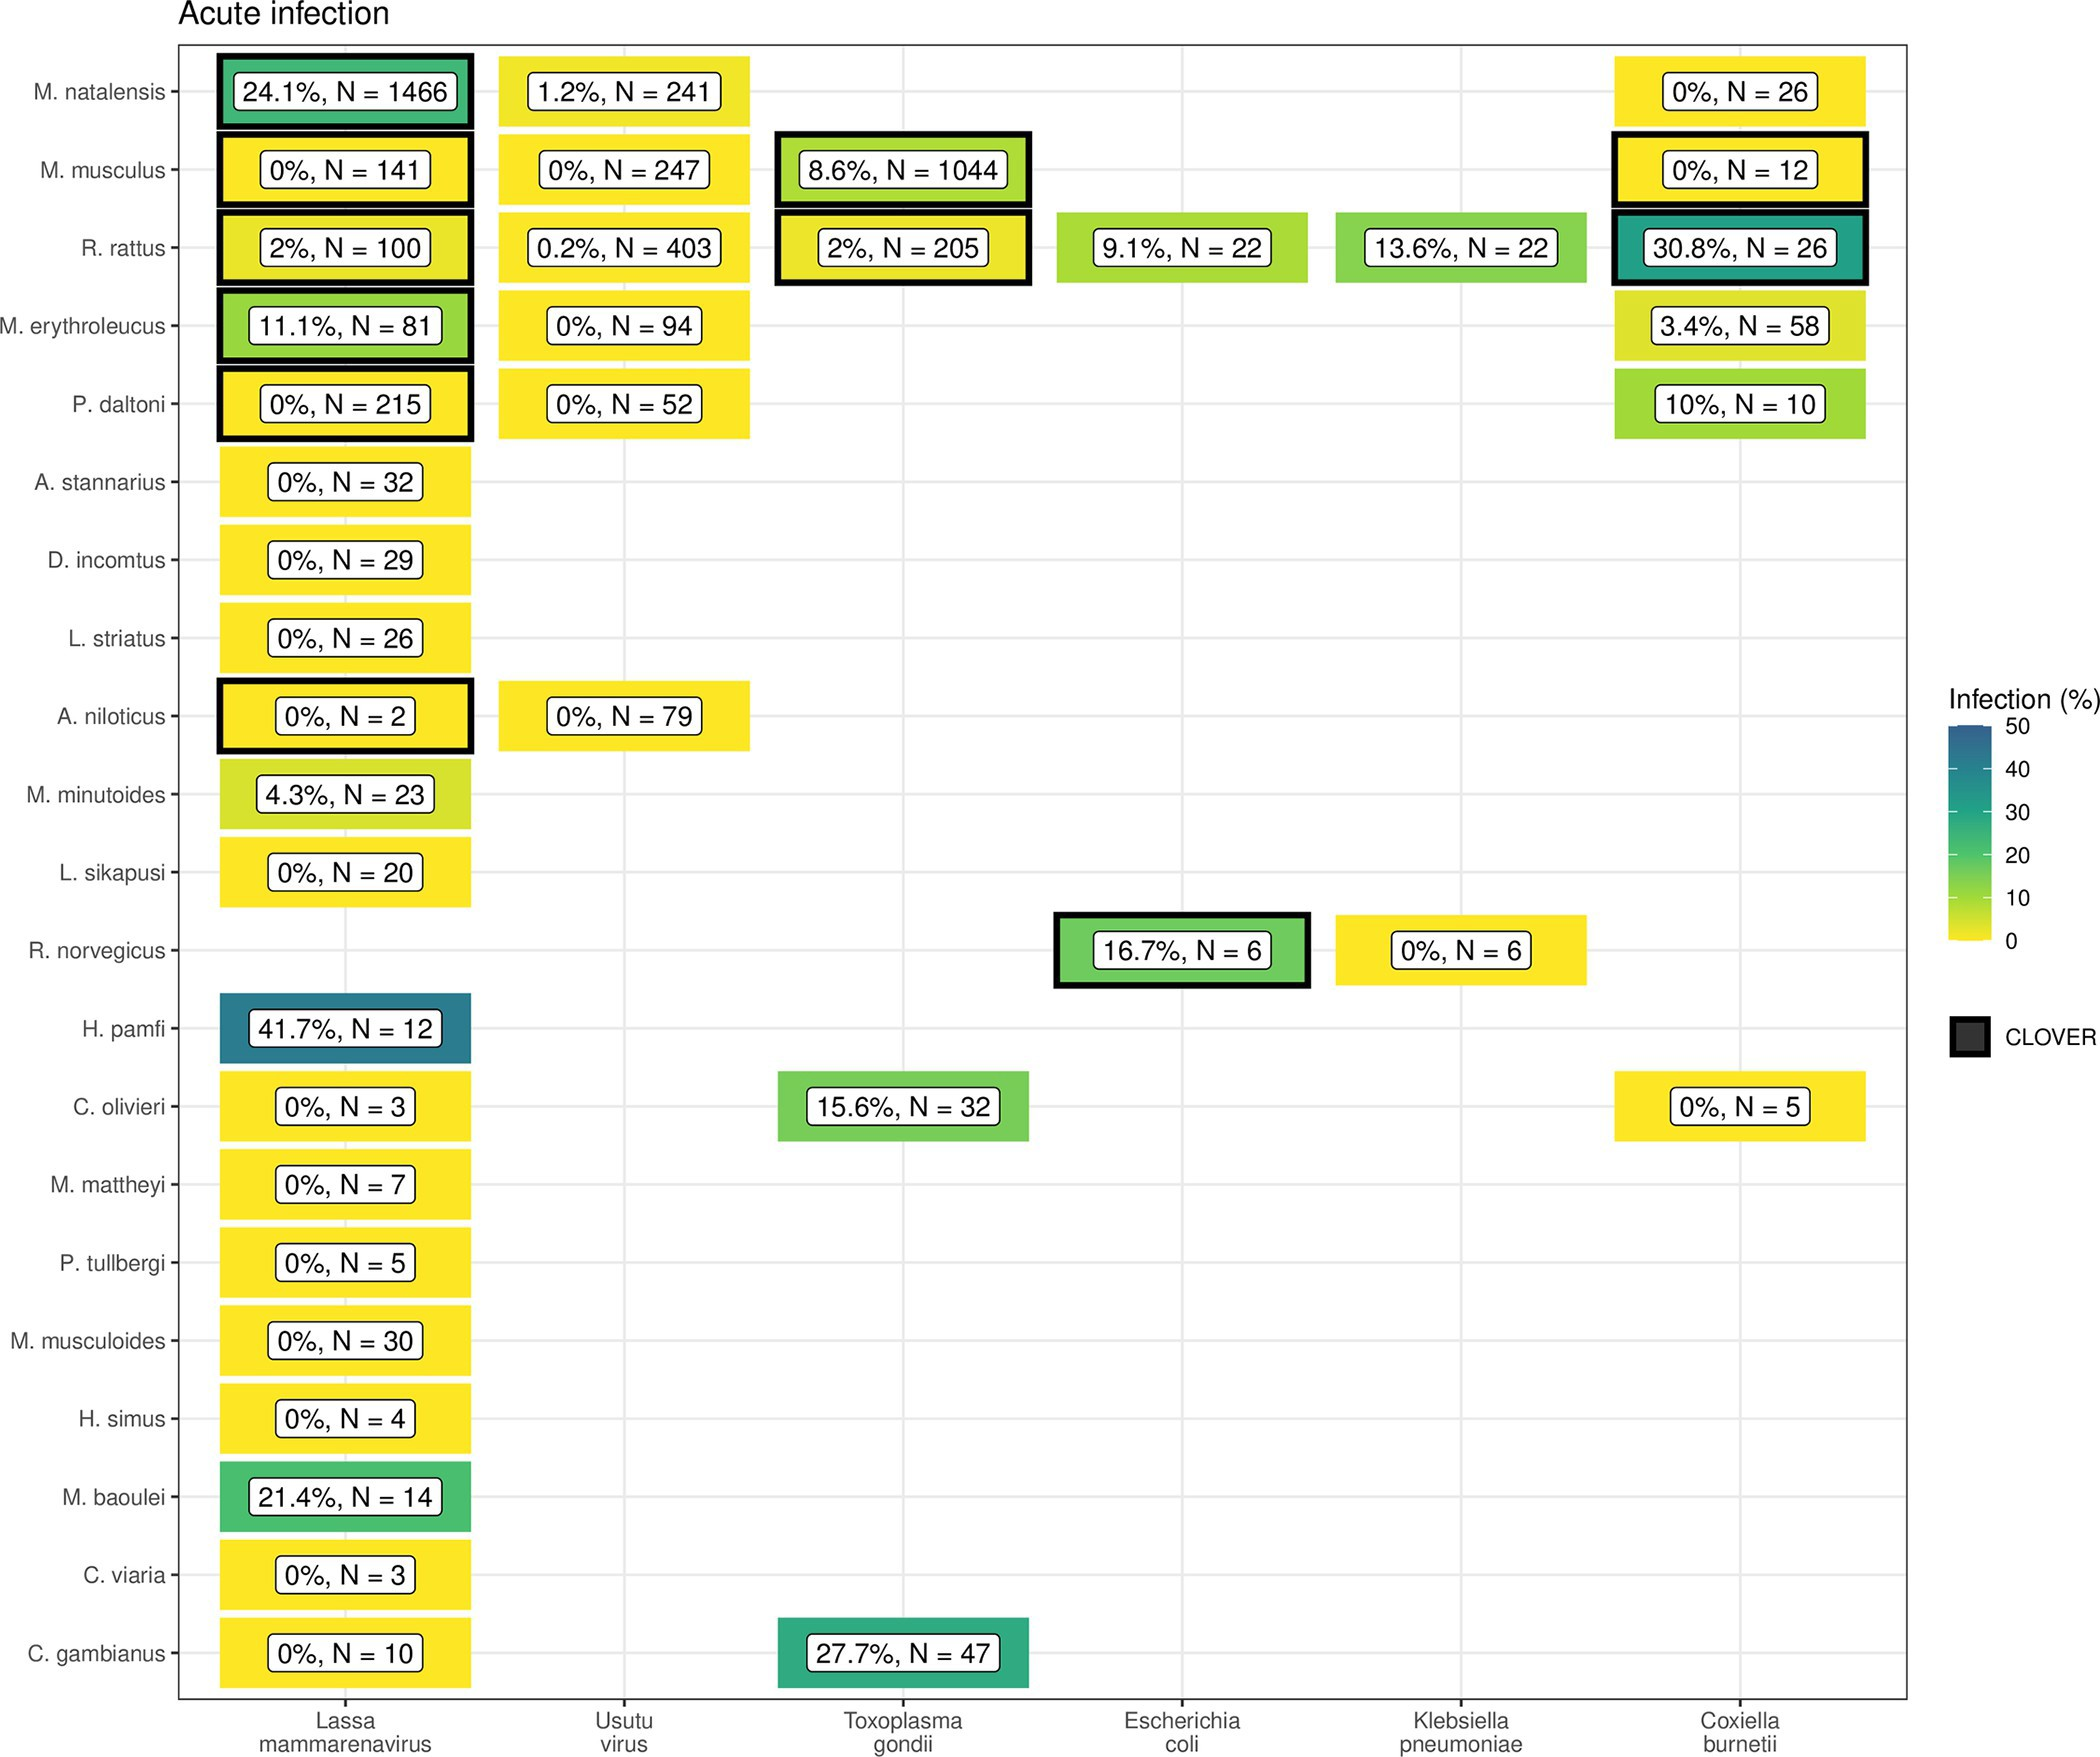 Acute infection
M. natalensis 24.1%, N = 1466 1.2%, N = 241 0%, N = 26
M. musculus 0%, N = 141 0%, N = 247 8.6%, N = 1044 0%, N = 12
R. rattus 2%, N = 100 0.2%, N = 403 2%, N = 205 9.1%, N = 22 13.6%, N = 22 30.8%, N = 26
M. erythroleucus 11.1%, N = 81 0%, N = 94 3.4%, N = 58
P. daltoni 0%, N = 215 0%, N = 52 10%, N = 10
A. stannarius 0%, N = 32
D. incomtus 0%, N = 29
L. striatus 0%, N = 26
A. niloticus 0%, N = 2 0%, N = 79
M. minutoides 4.3%, N = 23
L. sikapusi 0%, N = 20
R. norvegicus 16.7%, N = 6 0%, N = 6
H. pamfi 41.7%, N = 12
C. olivieri 0%, N = 3 15.6%, N = 32 0%, N = 5
M. mattheyi 0%, N = 7
P. tullbergi 0%, N = 5
M. musculoides 0%, N = 30
H. simus 0%, N = 4
M. baoulei 21.4%, N = 14
C. viaria 0%, N = 3
C. gambianus 0%, N = 10 27.7%, N = 47
Lassa Usutu Toxoplasma Escherichia Klebsiella Coxiella
mammarenavirus virus gondii coli pneumoniae burnetii
Infection (%)
50
40
30
20
10
0
CLOVER